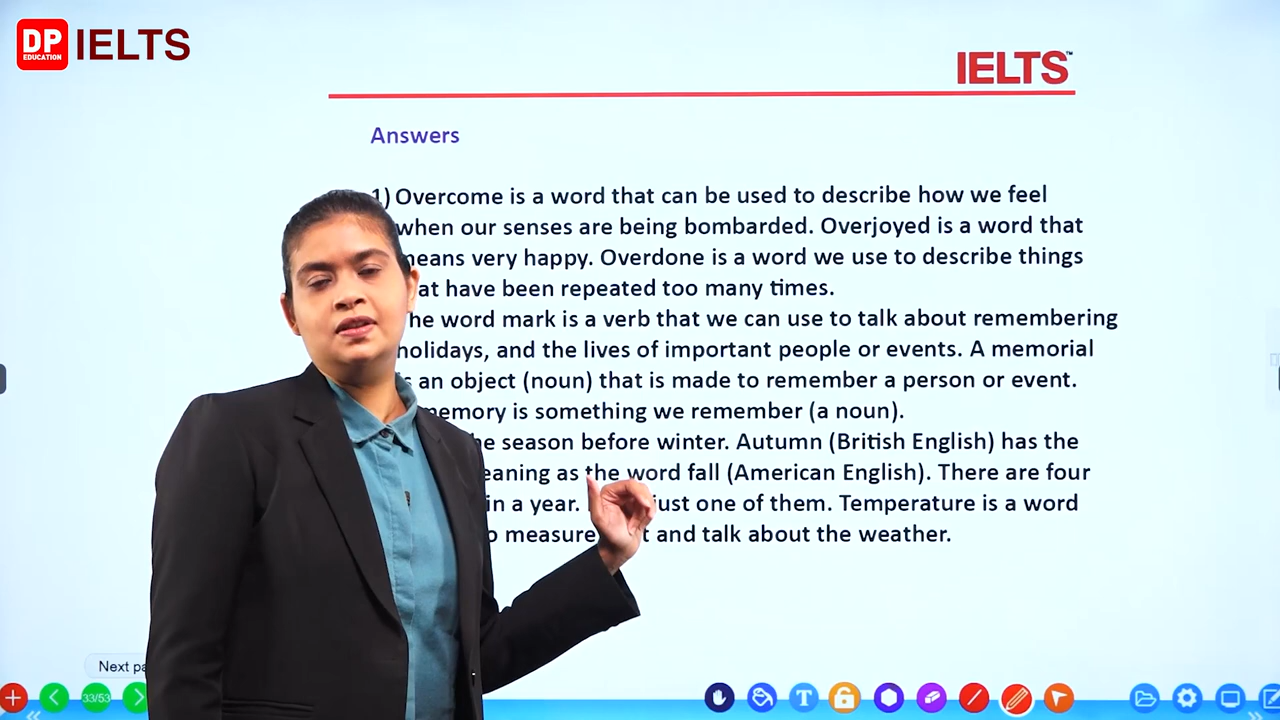 DP
EDUCATION
IELTS
IELTS™
Answers
1) Overcome is a word that can be used to describe how we feel
when our senses are being bombarded. Overjoyed is a word that
means very happy. Overdone is a word we use to describe things
at have been repeated too many times.
he word mark is a verb that we can use to talk about remembering
holidays, and the lives of important people or events. A memorial
is an object (noun) that is made to remember a person or event.
memory is something we remember (a noun).
he season before winter. Autumn (British English) has the
eaning as the word fall (American English). There are four
in a year. just one of them. Temperature is a word
o measure t and talk about the weather.
Next pa
33/53
T